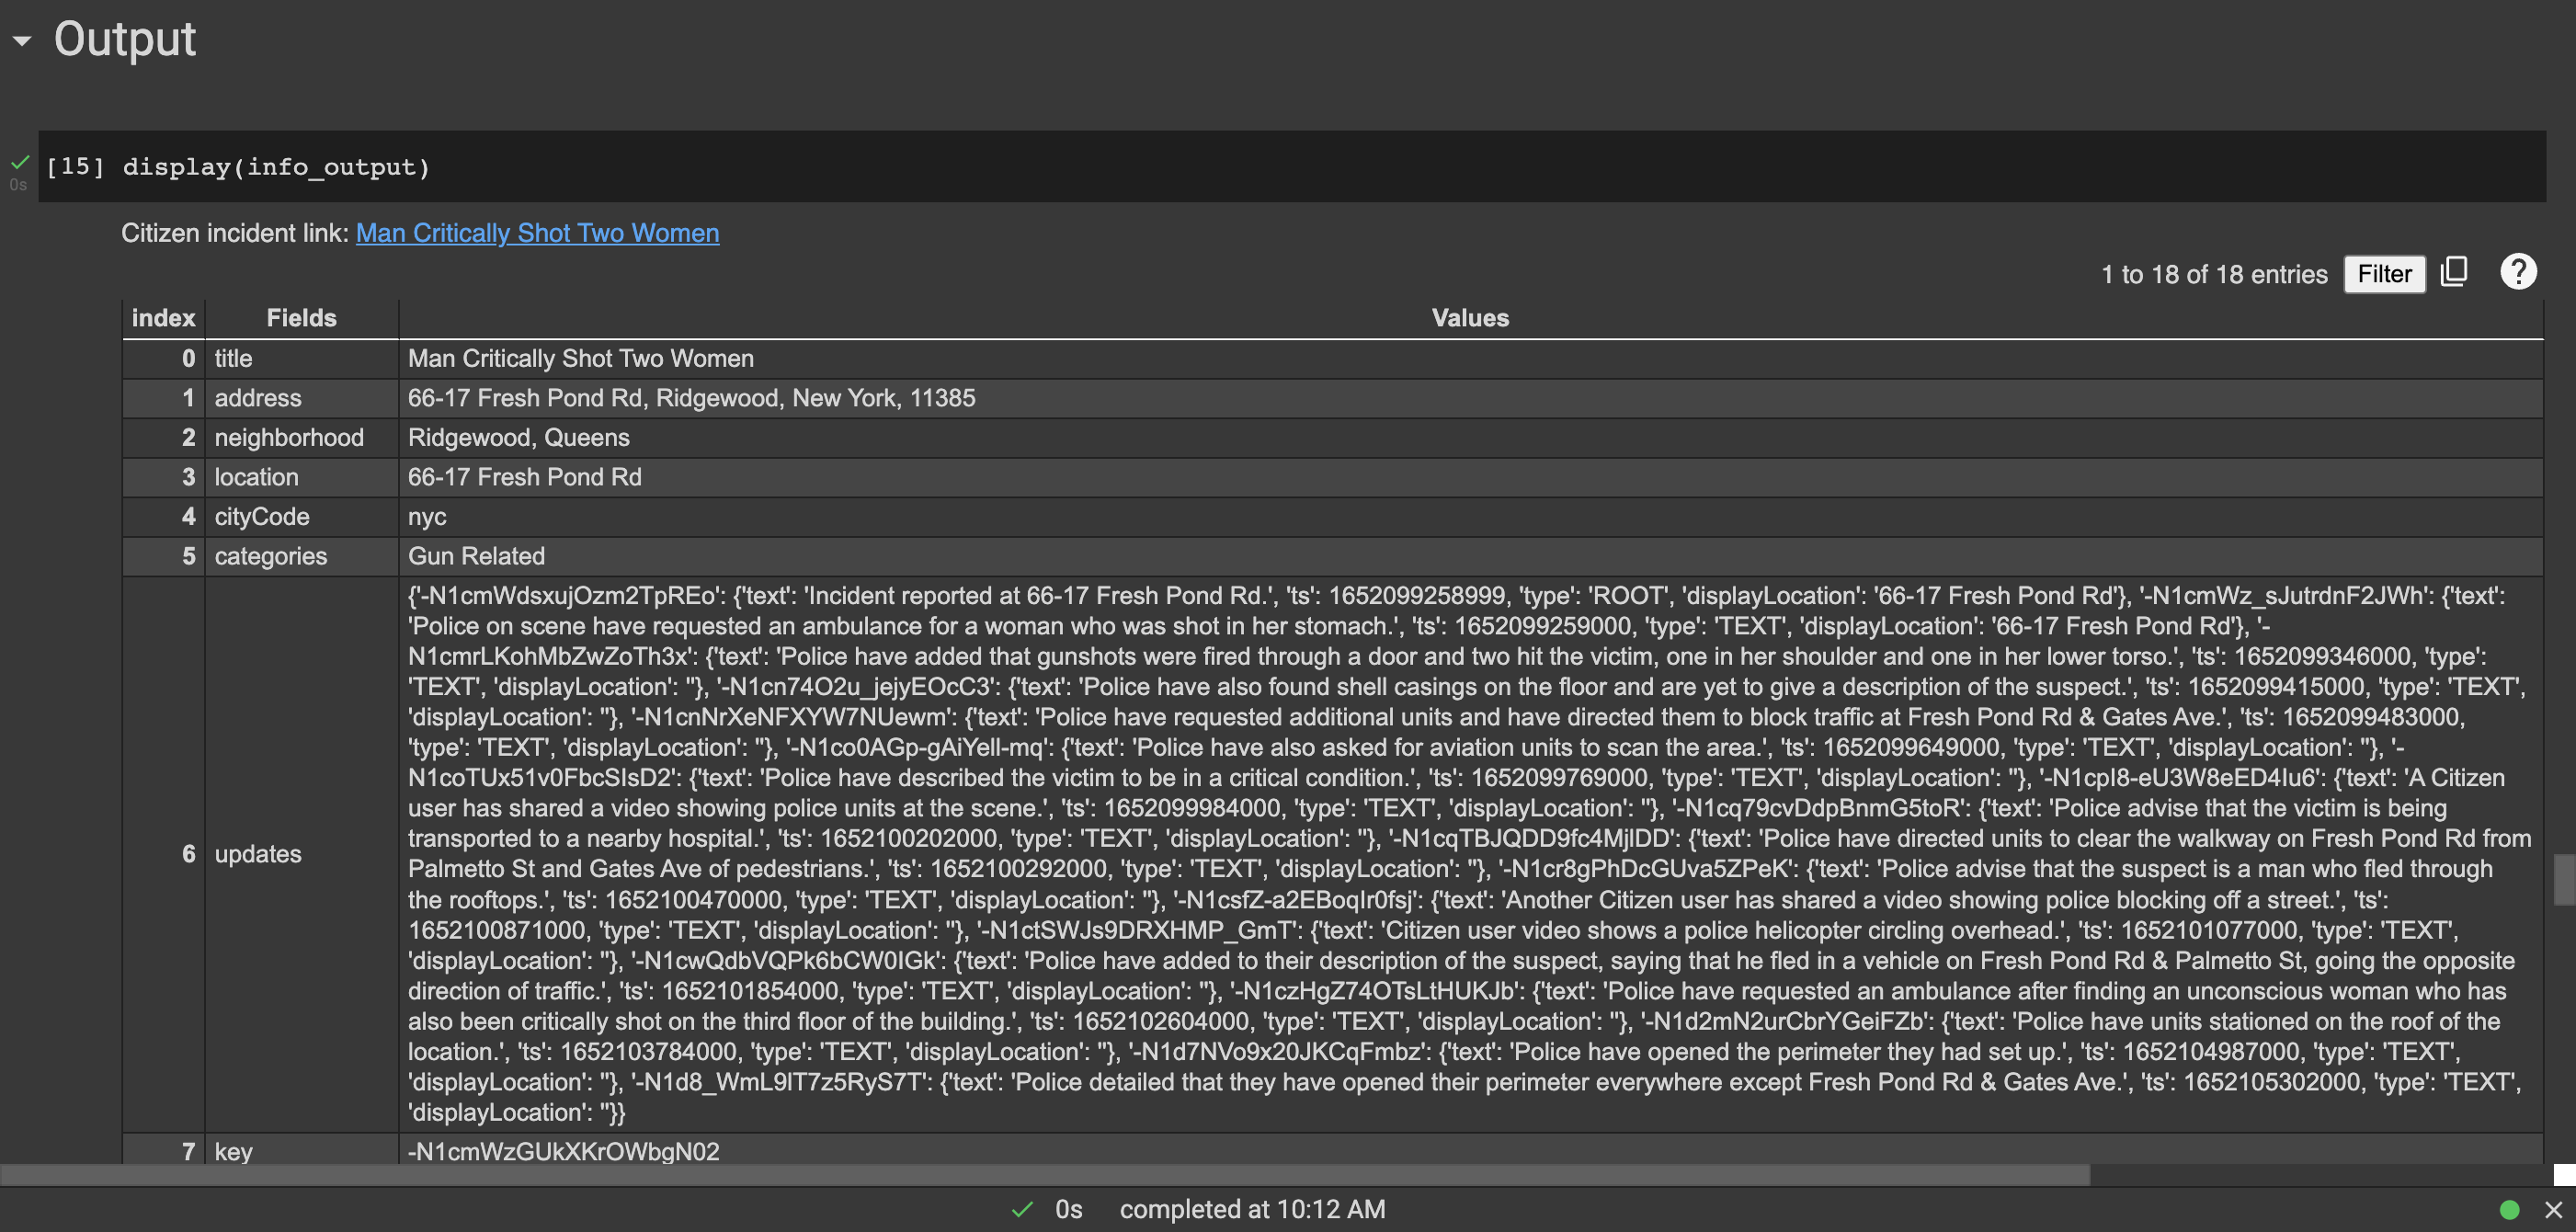 Output
[15] display(info_output)
0s
Citizen incident link: Man Critically Shot Two Women
1 to 18 of 18 entries Filter ?
index Fields Values
0 title Man Critically Shot Two Women
1 address 66-17 Fresh Pond Rd, Ridgewood, New York, 11385
2 neighborhood Ridgewood, Queens
3 location 66-17 Fresh Pond Rd
4 cityCode nyc
5 categories Gun Related
{'-N1cmWdsxujOzm2TpREo': {'text': 'Incident reported at 66-17 Fresh Pond Rd.', 'ts': 1652099258999, 'type': 'ROOT', 'displayLocation': '66-17 Fresh Pond Rd'}, '-N1cmWz_sJutrdnF2JWh': {'text':
'Police on scene have requested an ambulance for a woman who was shot in her stomach.', 'ts': 1652099259000, 'type': 'TEXT', 'displayLocation': '66-17 Fresh Pond Rd'}, '-
N1cmrLKohMbZwZoTh3x': {'text': 'Police have added that gunshots were fired through a door and two hit the victim, one in her shoulder and one in her lower torso.', 'ts': 1652099346000, 'type':
'TEXT', 'displayLocation': ''}, '-N1cn74O2u_jejyEOcC3': {'text': 'Police have also found shell casings on the floor and are yet to give a description of the suspect.', 'ts': 1652099415000, 'type': 'TEXT',
'displayLocation': ''}, '-N1cnNrXeNFXYW7NUewm': {'text': 'Police have requested additional units and have directed them to block traffic at Fresh Pond Rd & Gates Ave.', 'ts': 1652099483000,
'type': 'TEXT', 'displayLocation': ''}, '-N1co0AGp-gAiYell-mq': {'text': 'Police have also asked for aviation units to scan the area.', 'ts': 1652099649000, 'type': 'TEXT', 'displayLocation': ''}, '-
N1coTUx51v0FbcSIsD2': {'text': 'Police have described the victim to be in a critical condition.', 'ts': 1652099769000, 'type': 'TEXT', 'displayLocation': ''}, '-N1cpI8-eU3W8eED4Iu6': {'text': 'A Citizen
user has shared a video showing police units at the scene.', 'ts': 1652099984000, 'type': 'TEXT', 'displayLocation': ''}, '-N1cq79cvDdpBnmG5toR': {'text': 'Police advise that the victim is being
transported to a nearby hospital.', 'ts': 1652100202000, 'type': 'TEXT', 'displayLocation': ''}, '-N1cqTBJQDD9fc4MjlDD': {'text': 'Police have directed units to clear the walkway on Fresh Pond Rd from
6 updates Palmetto St and Gates Ave of pedestrians.', 'ts': 1652100292000, 'type': 'TEXT', 'displayLocation': ''}, '-N1cr8gPhDcGUva5ZPeK': {'text': 'Police advise that the suspect is a man who fled through
the rooftops.', 'ts': 1652100470000, 'type': 'TEXT', 'displayLocation': ''}, '-N1csfZ-a2EBoqIr0fsj': {'text': 'Another Citizen user has shared a video showing police blocking off a street.', 'ts':
1652100871000, 'type': 'TEXT', 'displayLocation': ''}, '-N1ctSWJs9DRXHMP_GmT': {'text': 'Citizen user video shows a police helicopter circling overhead.', 'ts': 1652101077000, 'type': 'TEXT',
'displayLocation': ''}, '-N1cwQdbVQPk6bCW0IGk': {'text': 'Police have added to their description of the suspect, saying that he fled in a vehicle on Fresh Pond Rd & Palmetto St, going the opposite
direction of traffic.', 'ts': 1652101854000, 'type': 'TEXT', 'displayLocation': ''}, '-N1czHgZ74OTsLtHUKJb': {'text': 'Police have requested an ambulance after finding an unconscious woman who has
also been critically shot on the third floor of the building.', 'ts': 1652102604000, 'type': 'TEXT', 'displayLocation': ''}, '-N1d2mN2urCbrYGeiFZb': {'text': 'Police have units stationed on the roof of the
location.', 'ts': 1652103784000, 'type': 'TEXT', 'displayLocation': ''}, '-N1d7NVo9x20JKCqFmbz': {'text': 'Police have opened the perimeter they had set up.', 'ts': 1652104987000, 'type': 'TEXT',
'displayLocation': ''}, '-N1d8_WmL9lT7z5RyS7T': {'text': 'Police detailed that they have opened their perimeter everywhere except Fresh Pond Rd & Gates Ave.', 'ts': 1652105302000, 'type': 'TEXT',
'displayLocation': ''}}
7 key -N1cmWzGUkXKrOWbgN02
0s completed at 10:12 AM